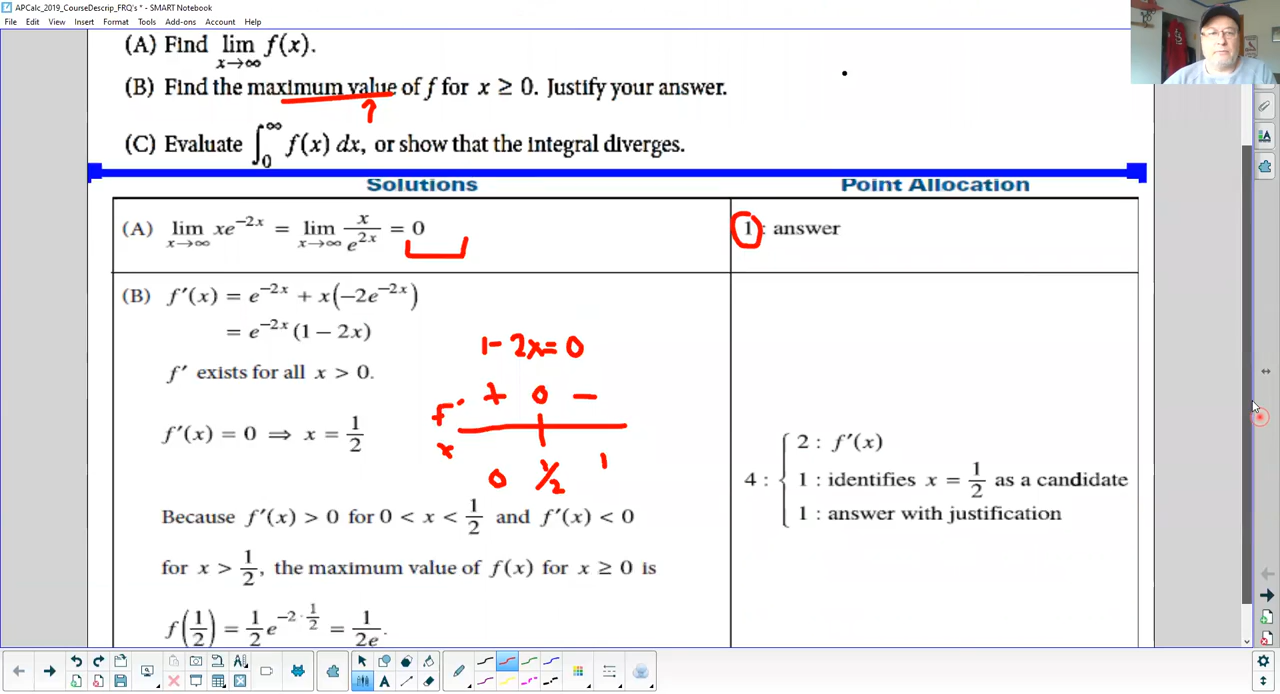 APCalc_2019_CourseDescrip_FRQ's * - SMART Notebook
File Edit View Insert Format Tools Add-ons Account Help
(A) Find lim x→∞ f(x).
(B) Find the maximum value of f for x ≥ 0. Justify your answer.
?
(C) Evaluate ∫₀^∞ f(x) dx, or show that the integral diverges.
Solutions Point Allocation
(A) lim x→∞ xe^−2x = lim x→∞ x/e^2x = 0 1 : answer
(B) f′(x) = e^−2x + x(−2e^−2x)
= e^−2x (1 − 2x)
1 - 2x = 0
f′ exists for all x > 0.
f' + 0 −
f′(x) = 0 ⇒ x = 1/2
x 0 1/2 1
4 : { 2 : f′(x)
1 : identifies x = 1/2 as a candidate
1 : answer with justification
Because f′(x) > 0 for 0 < x < 1/2 and f′(x) < 0
for x > 1/2, the maximum value of f(x) for x ≥ 0 is
f(1/2) = 1/2 e^−2·1/2 = 1/2e.